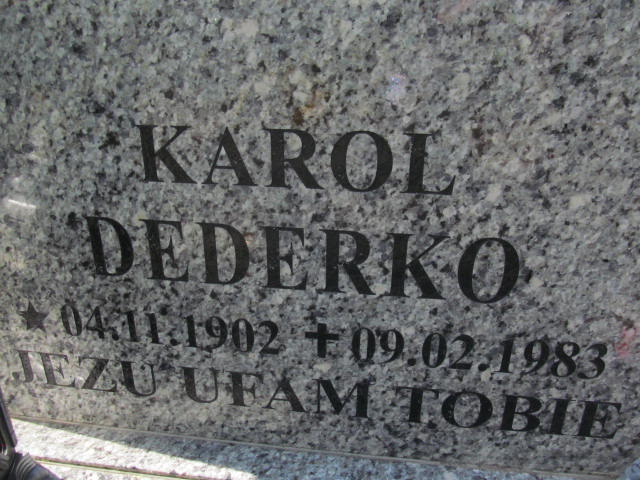 KAROL
DEDERKO
★ 04.11.1902 ✝ 09.02.1983
JEZU UFAM TOBIE